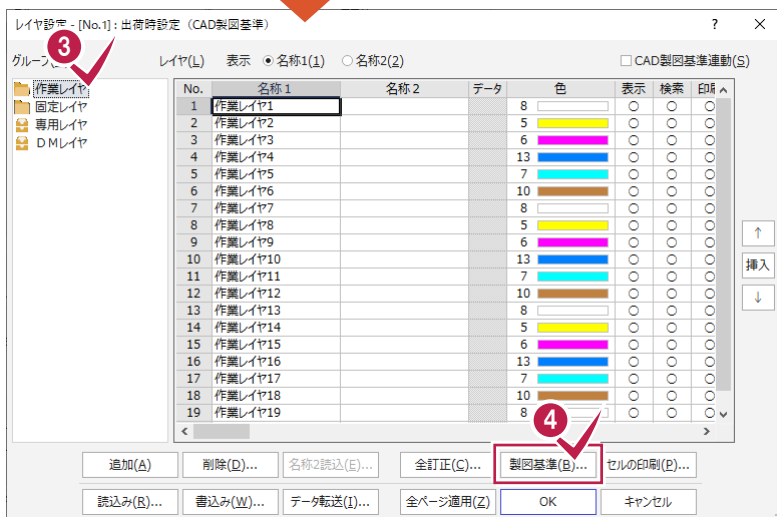 レイヤ設定 - [No.1] : 出荷時設定（CAD製図基準） ? ×
3
レイヤ(L) 表示 名称1(1) 名称2(2) CAD製図基準連動(S)
作業レイヤ
固定レイヤ
専用レイヤ
ＤＭレイヤ
No. 名称1 名称2 データ 色 表示 検索
1 作業レイヤ1 8 ○ ○ ○
2 作業レイヤ2 5 ○ ○ ○
3 作業レイヤ3 6 ○ ○ ○
4 作業レイヤ4 13 ○ ○ ○
5 作業レイヤ5 7 ○ ○ ○
6 作業レイヤ6 10 ○ ○ ○
7 作業レイヤ7 8 ○ ○ ○
8 作業レイヤ8 5 ○ ○ ○
9 作業レイヤ9 6 ○ ○ ○
10 作業レイヤ10 13 ○ ○ ○
11 作業レイヤ11 7 ○ ○ ○
12 作業レイヤ12 10 ○ ○ ○
13 作業レイヤ13 8 ○ ○ ○
14 作業レイヤ14 5 ○ ○ ○
15 作業レイヤ15 6 ○ ○ ○
16 作業レイヤ16 13 ○ ○ ○
17 作業レイヤ17 7 ○ ○ ○
18 作業レイヤ18 10 ○ ○ ○
19 作業レイヤ19 8 ○ ○ ○
↑
挿入
↓
4
追加(A) 削除(D)... 名称2読込(E)... 全訂正(C)... 製図基準(B)... セルの印刷(P)...
読込み(R)... 書込み(W)... データ転送(I)... 全ページ適用(Z) OK キャンセル